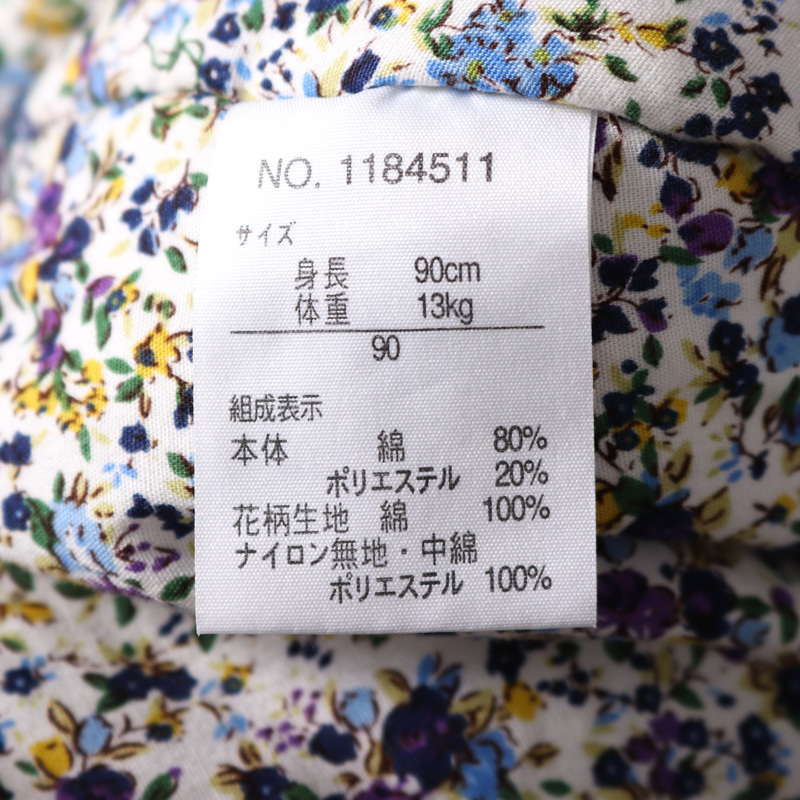 NO. 1184511
サイズ
身長 90cm
体重 13kg
90
組成表示
本体 綿 80%
ポリエステル 20%
花柄生地 綿 100%
ナイロン無地・中綿
ポリエステル 100%